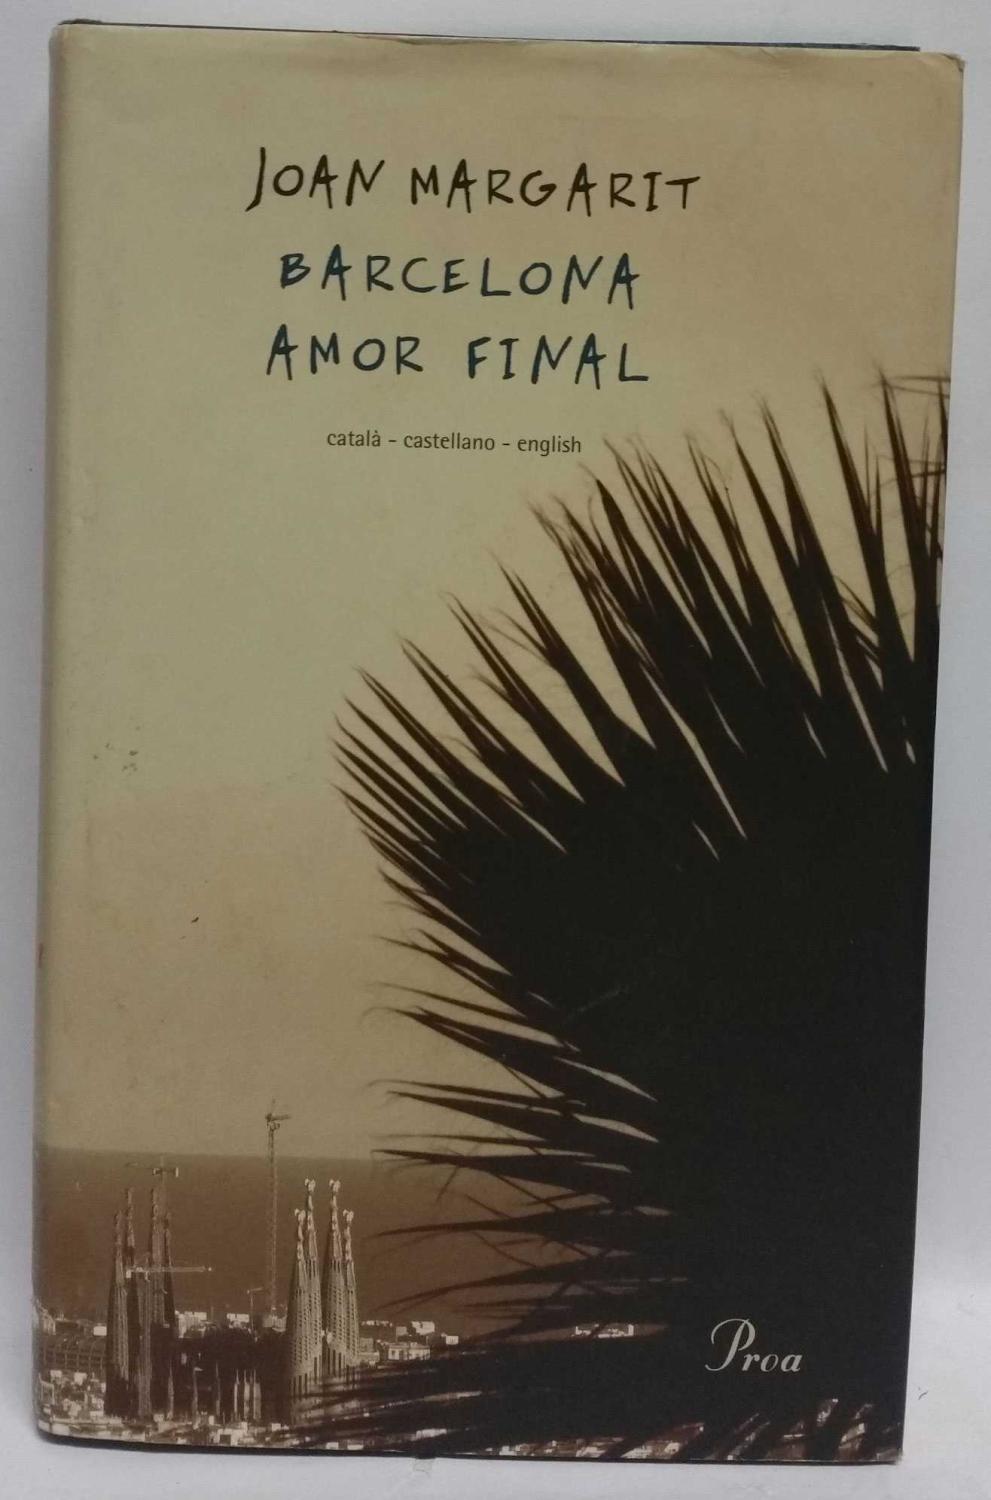 JOAN MARGARIT
BARCELONA
AMOR FINAL
català - castellano - english
Proa